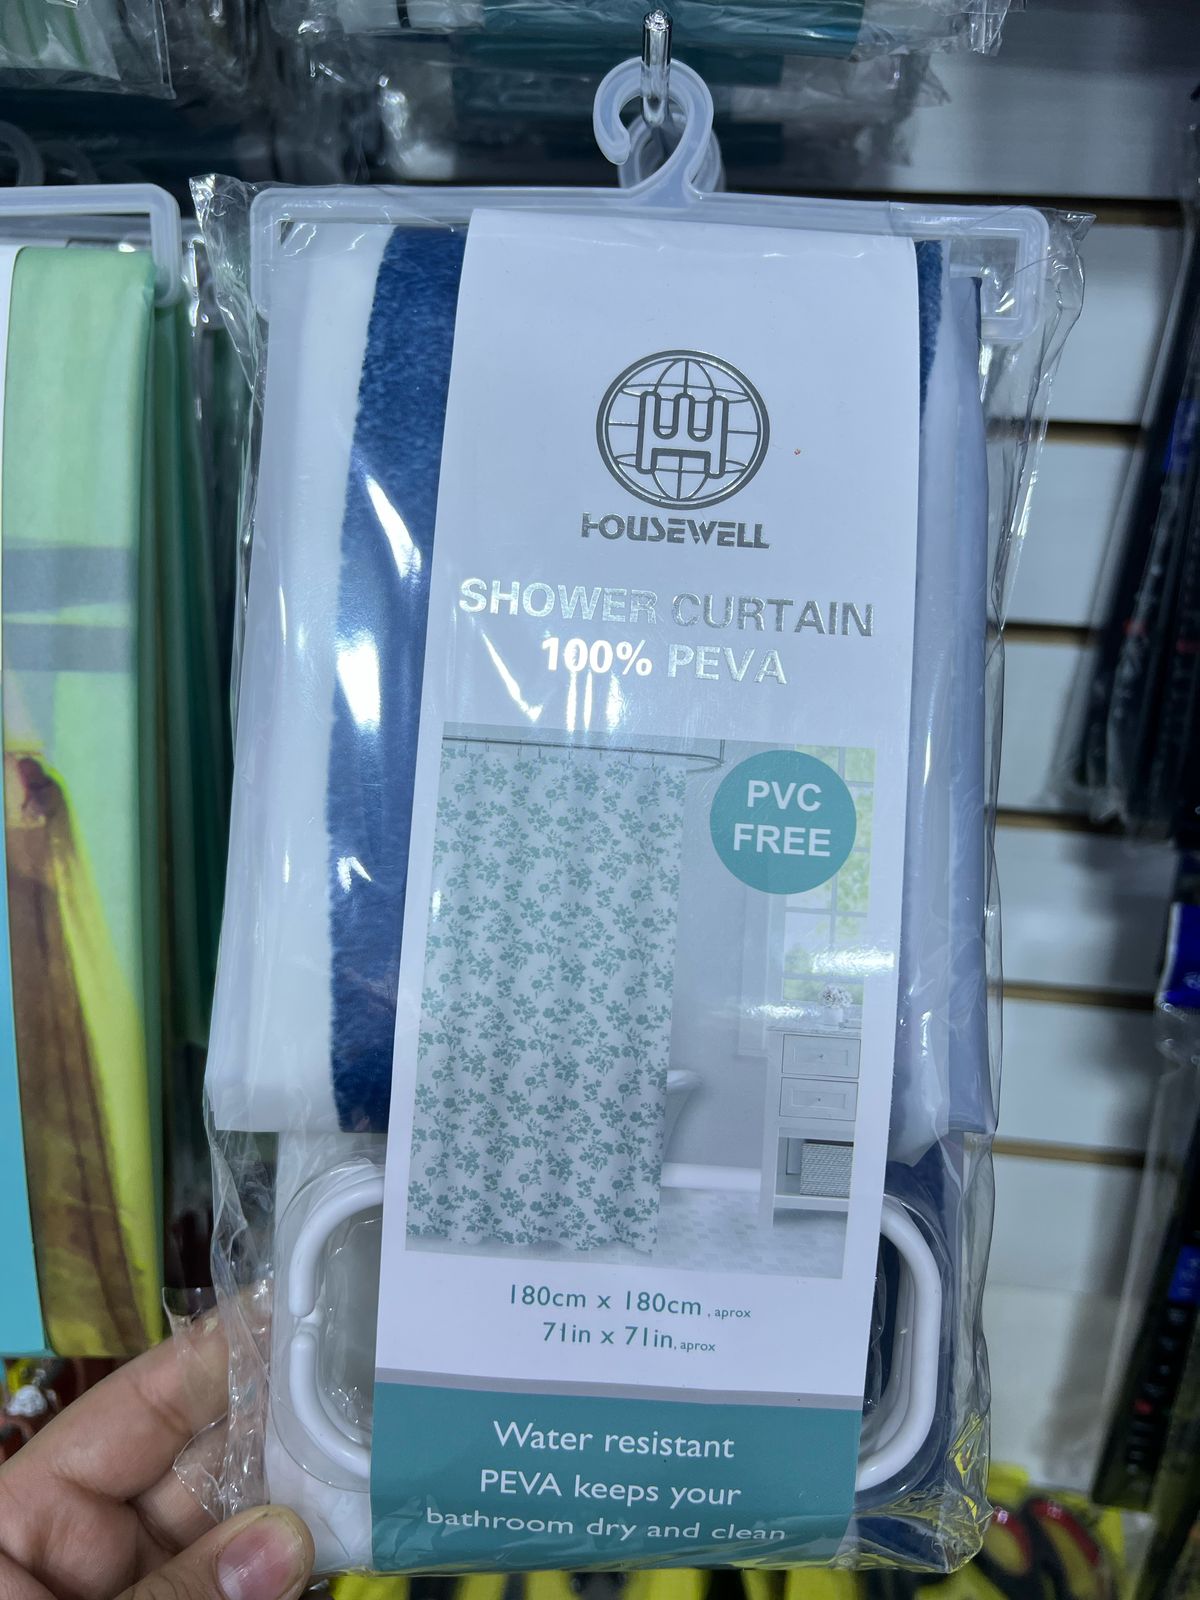 HOUSEWELL
SHOWER CURTAIN
100% PEVA
PVC
FREE
180cm x 180cm, aprox
71in x 71in, aprox
Water resistant
PEVA keeps your
bathroom dry and clean